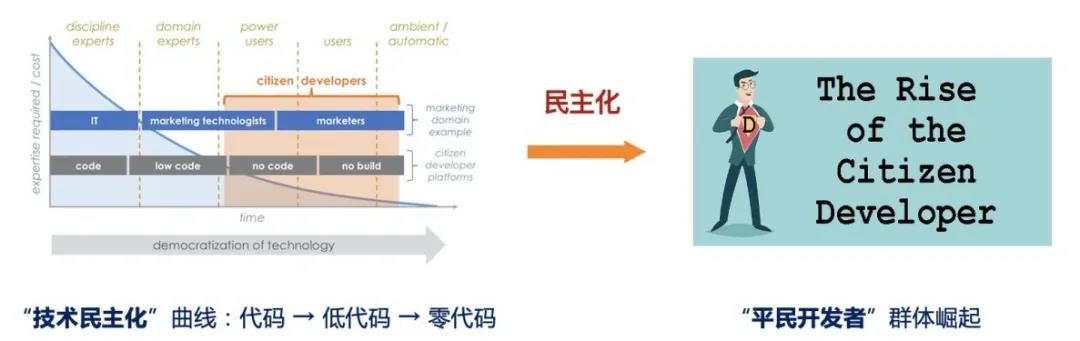 discipline experts
domain experts
power users
users
ambient / automatic
citizen developers
expertise required / cost
IT
marketing technologists
marketers
marketing domain example
code
low code
no code
no build
citizen developer platforms
time
democratization of technology
民主化
D
The Rise
of the
Citizen
Developer
“技术民主化”曲线：代码 → 低代码 → 零代码
“平民开发者”群体崛起